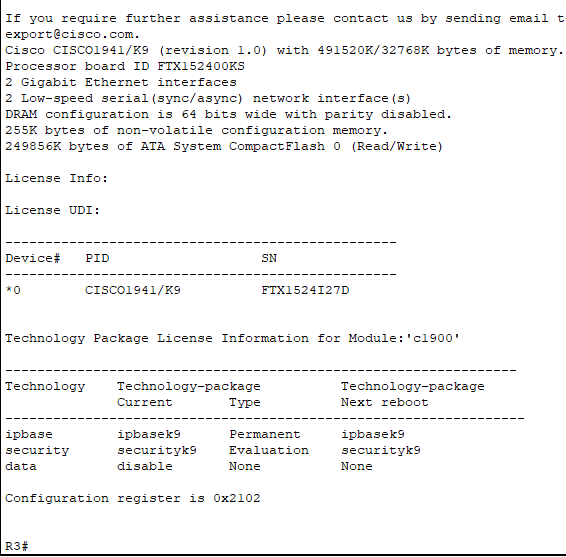 If you require further assistance please contact us by sending email t
export@cisco.com.
Cisco CISCO1941/K9 (revision 1.0) with 491520K/32768K bytes of memory.
Processor board ID FTX152400KS
2 Gigabit Ethernet interfaces
2 Low-speed serial(sync/async) network interface(s)
DRAM configuration is 64 bits wide with parity disabled.
255K bytes of non-volatile configuration memory.
249856K bytes of ATA System CompactFlash 0 (Read/Write)
License Info:
License UDI:
-------------------------------------------------
Device#   PID                   SN
-------------------------------------------------
*0        CISCO1941/K9          FTX1524I27D
Technology Package License Information for Module:'c1900'
----------------------------------------------------------------
Technology    Technology-package          Technology-package
              Current       Type          Next reboot
-----------------------------------------------------------------
ipbase        ipbasek9      Permanent     ipbasek9
security      securityk9    Evaluation    securityk9
data          disable       None          None
Configuration register is 0x2102
R3#